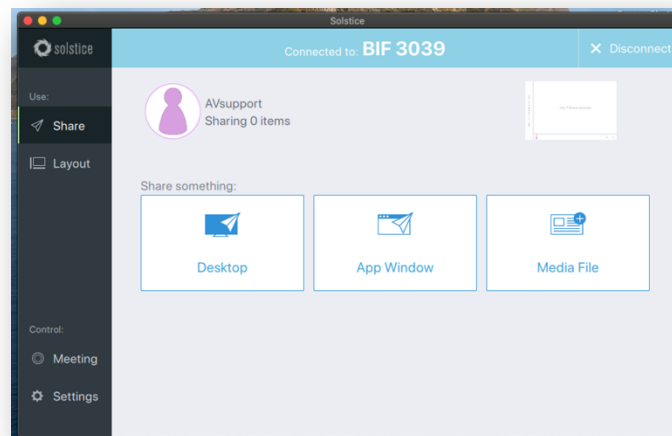 Solstice
solstice
Connected to: BIF 3039
Disconnect
Use:
Share
Layout
AVsupport
Sharing 0 items
Share something:
Desktop
App Window
Media File
Control:
Meeting
Settings